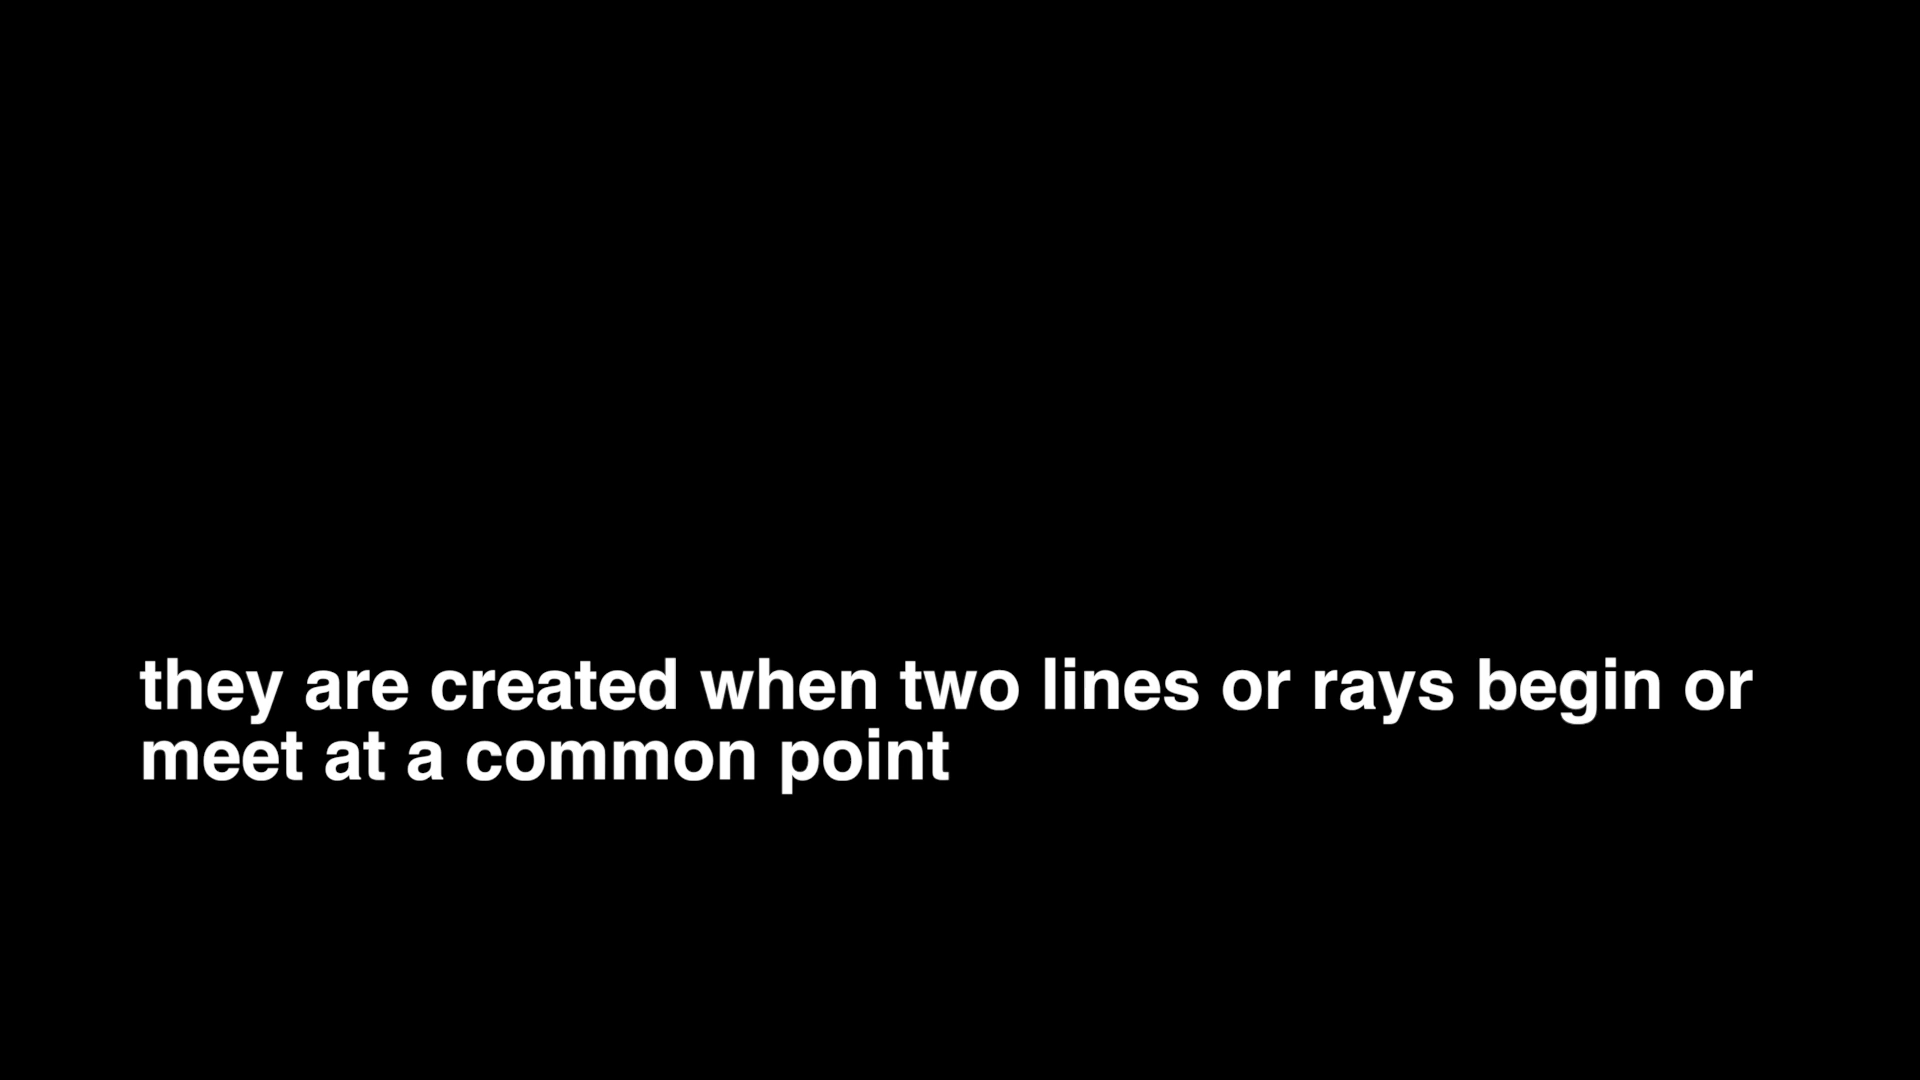 they are created when two lines or rays begin or
meet at a common point